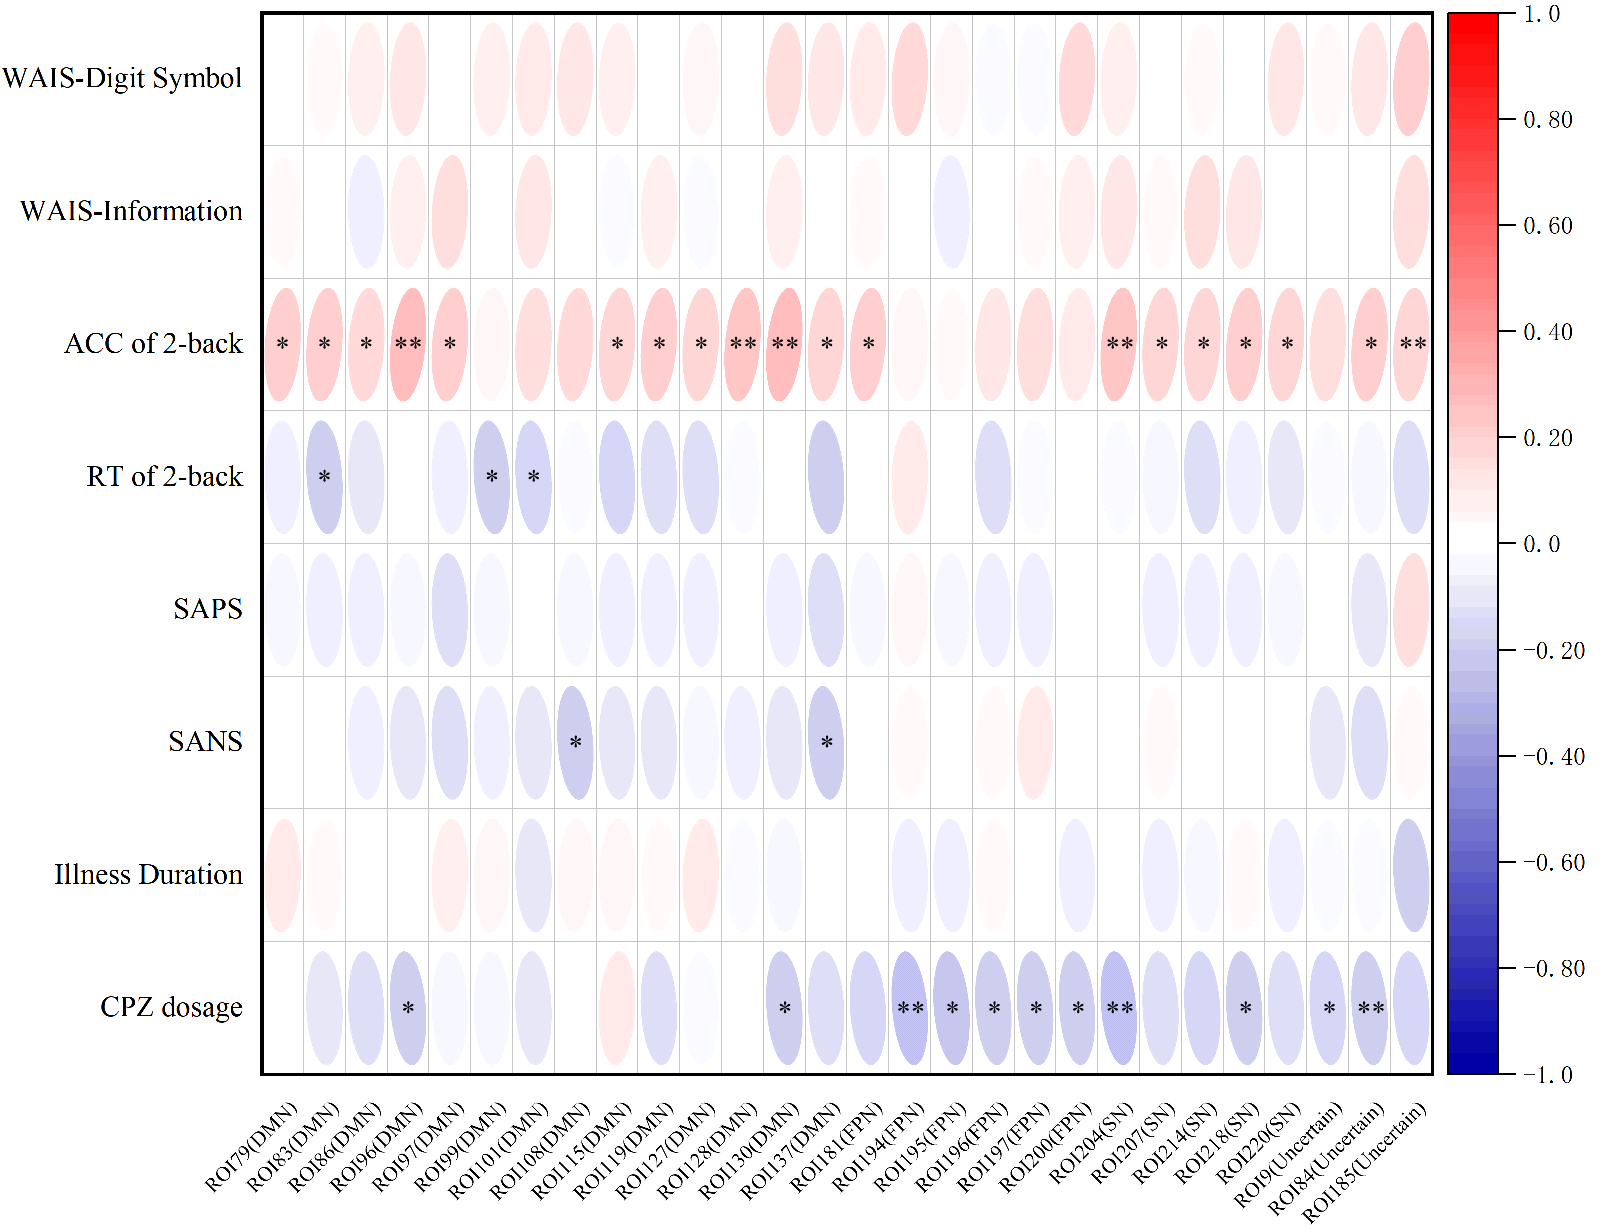 WAIS-Digit Symbol
WAIS-Information
ACC of 2-back
* * * ** * * * * ** ** * * ** * * * * * **
RT of 2-back
* * *
SAPS
SANS
* *
Illness Duration
CPZ dosage
* * ** * * * * ** * * **
1.0
0.80
0.60
0.40
0.20
0.0
-0.20
-0.40
-0.60
-0.80
-1.0
ROI79(DMN)
ROI83(DMN)
ROI86(DMN)
ROI96(DMN)
ROI97(DMN)
ROI99(DMN)
ROI101(DMN)
ROI108(DMN)
ROI115(DMN)
ROI119(DMN)
ROI127(DMN)
ROI128(DMN)
ROI130(DMN)
ROI137(DMN)
ROI181(FPN)
ROI194(FPN)
ROI195(FPN)
ROI196(FPN)
ROI197(FPN)
ROI200(FPN)
ROI204(SN)
ROI207(SN)
ROI214(SN)
ROI218(SN)
ROI220(SN)
ROI9(Uncertain)
ROI84(Uncertain)
ROI185(Uncertain)